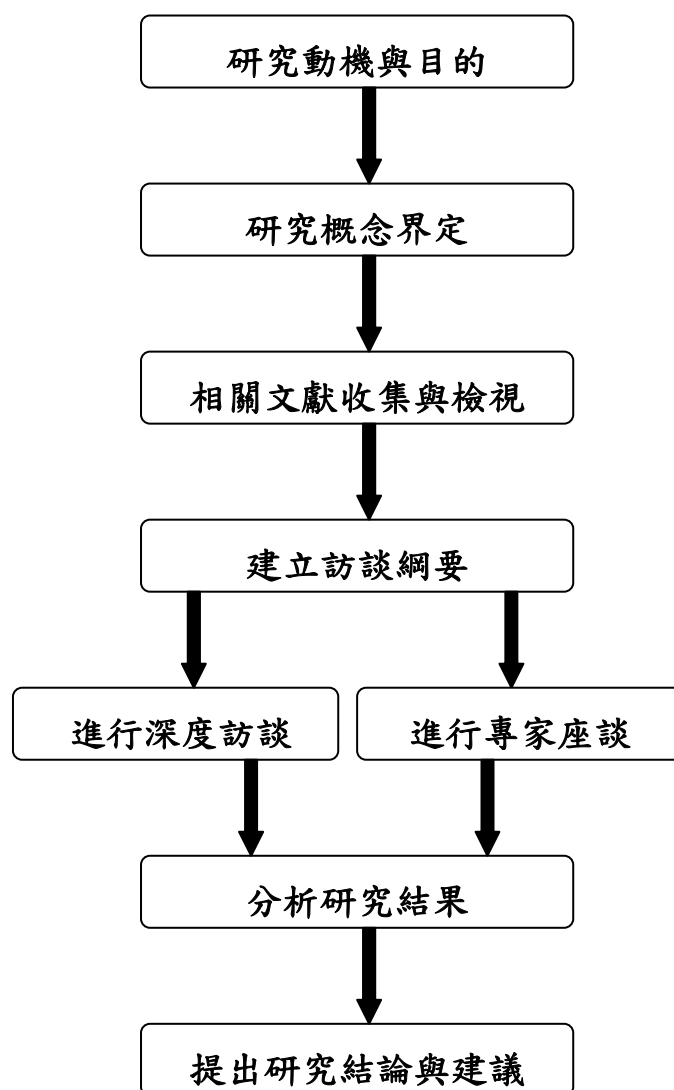 研究動機與目的
研究概念界定
相關文獻收集與檢視
建立訪談綱要
進行深度訪談
進行專家座談
分析研究結果
提出研究結論與建議